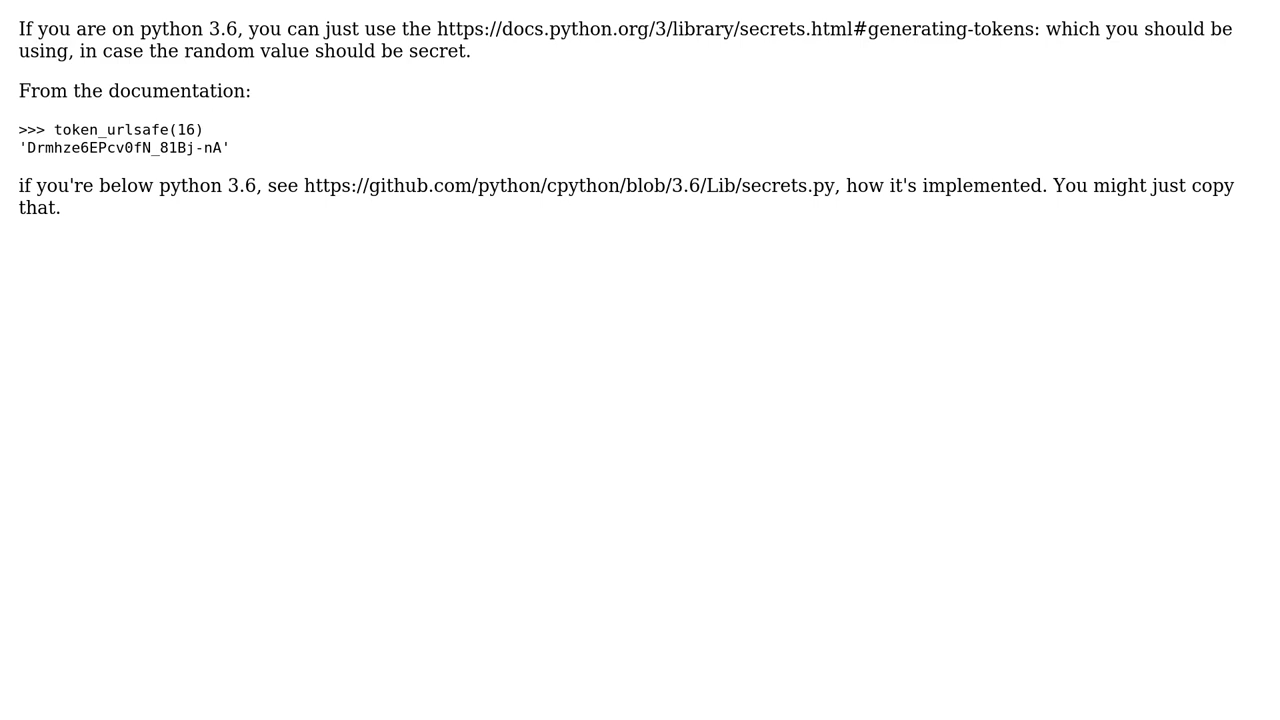 If you are on python 3.6, you can just use the https://docs.python.org/3/library/secrets.html#generating-tokens: which you should be
using, in case the random value should be secret.
From the documentation:
>>> token_urlsafe(16)
'Drmhze6EPcv0fN_81Bj-nA'
if you're below python 3.6, see https://github.com/python/cpython/blob/3.6/Lib/secrets.py, how it's implemented. You might just copy
that.